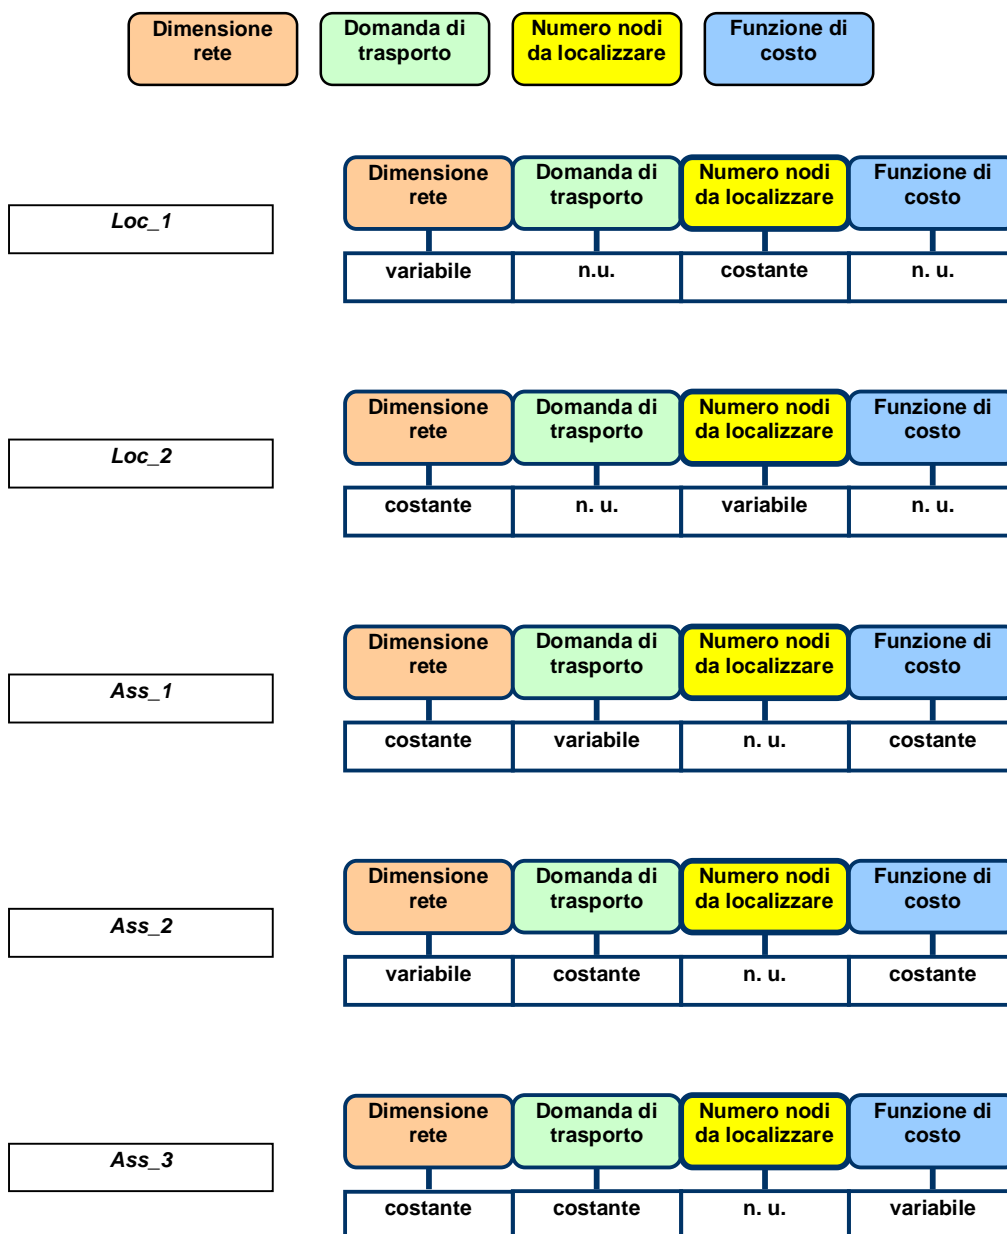 Dimensione
rete
Domanda di
trasporto
Numero nodi
da localizzare
Funzione di
costo
Loc_1
Dimensione
rete
Domanda di
trasporto
Numero nodi
da localizzare
Funzione di
costo
variabile
n.u.
costante
n. u.
Loc_2
Dimensione
rete
Domanda di
trasporto
Numero nodi
da localizzare
Funzione di
costo
costante
n. u.
variabile
n. u.
Ass_1
Dimensione
rete
Domanda di
trasporto
Numero nodi
da localizzare
Funzione di
costo
costante
variabile
n. u.
costante
Ass_2
Dimensione
rete
Domanda di
trasporto
Numero nodi
da localizzare
Funzione di
costo
variabile
costante
n. u.
costante
Ass_3
Dimensione
rete
Domanda di
trasporto
Numero nodi
da localizzare
Funzione di
costo
costante
costante
n. u.
variabile